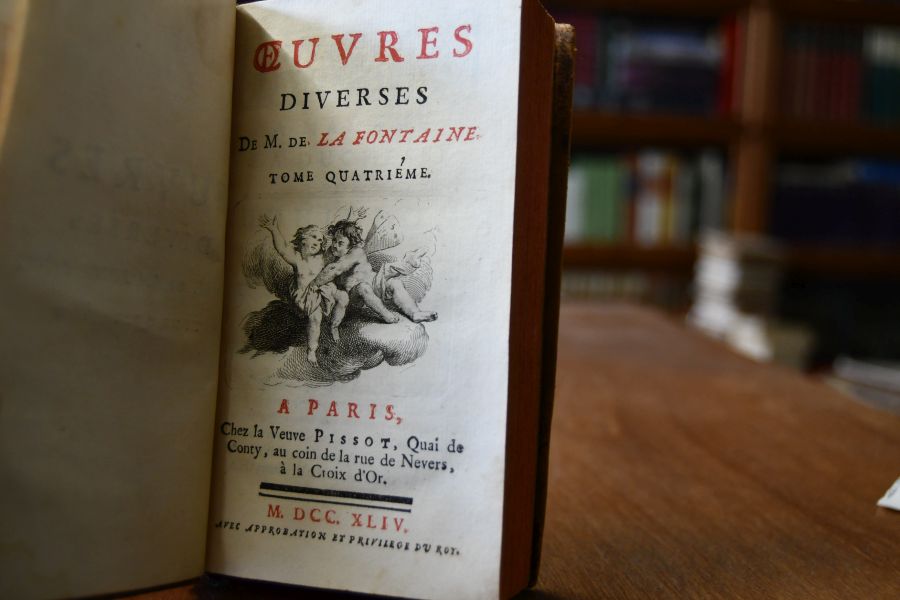 ŒUVRES
DIVERSES
DE M. DE LA FONTAINE.
TOME QUATRIÉME.
A PARIS,
Chez la Veuve PISSOT, Quai de
Conty, au coin de la rue de Nevers,
à la Croix d'Or.
M. DCC. XLIV.
AVEC APPROBATION ET PRIVILEGE DU ROY.